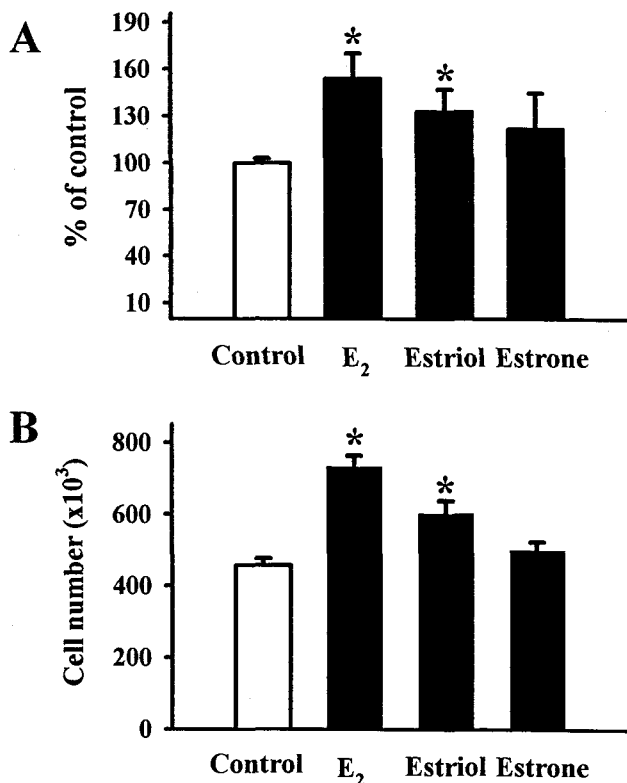 A
% of control
190
160
130
100
70
40
10
* *
Control E₂ Estriol Estrone
B
Cell number (x10³)
800
600
400
200
0
* *
Control E₂ Estriol Estrone